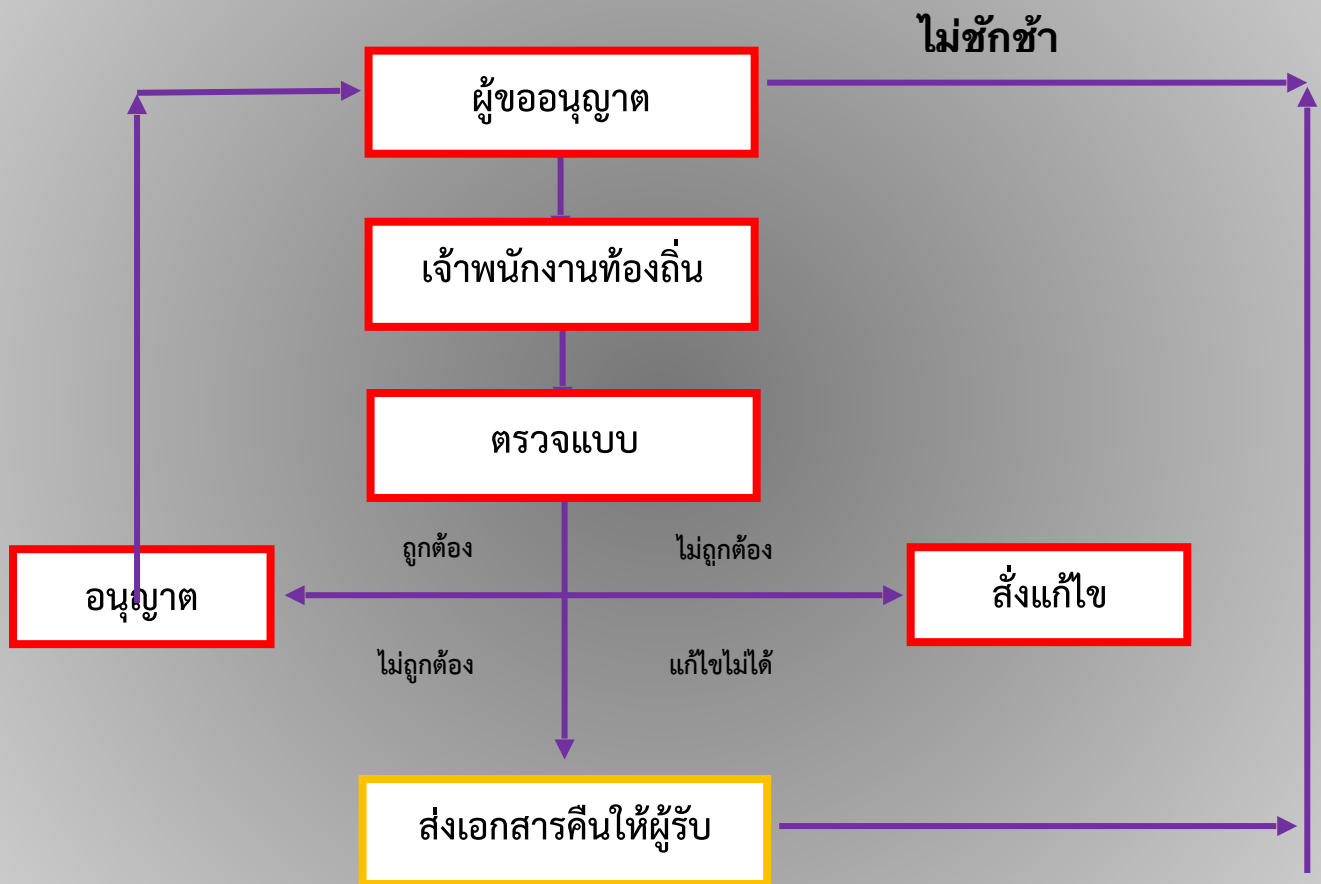 ไม่ชักช้า
ผู้ขออนุญาต
เจ้าพนักงานท้องถิ่น
ตรวจแบบ
ถูกต้อง
ไม่ถูกต้อง
อนุญาต
สั่งแก้ไข
ไม่ถูกต้อง
แก้ไขไม่ได้
ส่งเอกสารคืนให้ผู้รับ